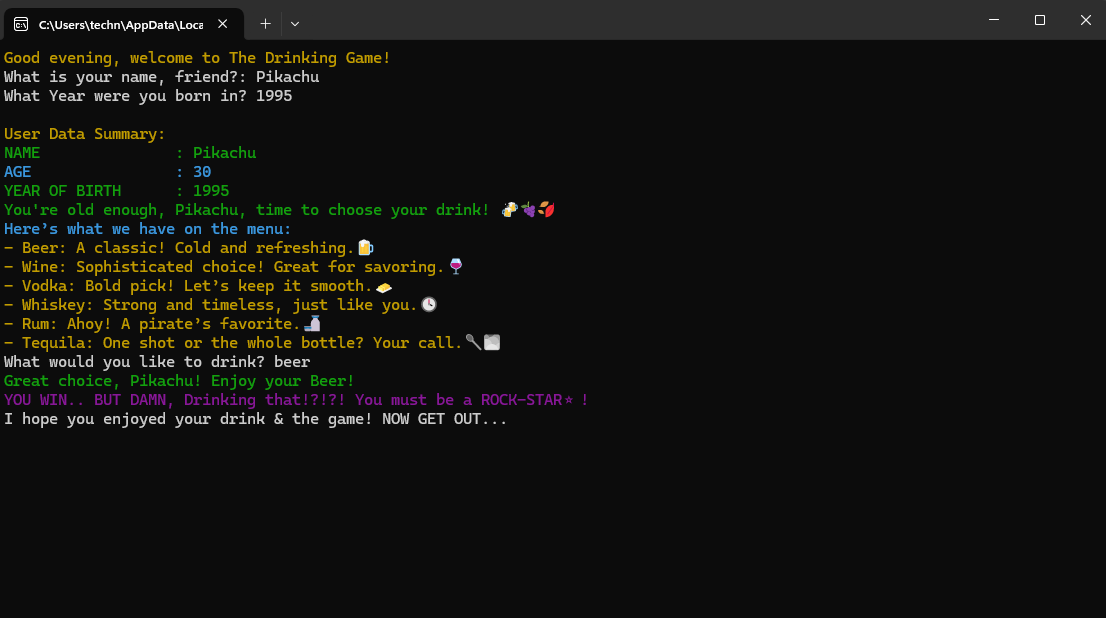 C:\Users\techn\AppData\Loca
Good evening, welcome to The Drinking Game!
What is your name, friend?: Pikachu
What Year were you born in? 1995
User Data Summary:
NAME : Pikachu
AGE : 30
YEAR OF BIRTH : 1995
You're old enough, Pikachu, time to choose your drink!
Here’s what we have on the menu:
– Beer: A classic! Cold and refreshing.
– Wine: Sophisticated choice! Great for savoring.
– Vodka: Bold pick! Let’s keep it smooth.
– Whiskey: Strong and timeless, just like you.
– Rum: Ahoy! A pirate’s favorite.
– Tequila: One shot or the whole bottle? Your call.
What would you like to drink? beer
Great choice, Pikachu! Enjoy your Beer!
YOU WIN.. BUT DAMN, Drinking that!?!?! You must be a ROCK-STAR⭐!
I hope you enjoyed your drink & the game! NOW GET OUT...